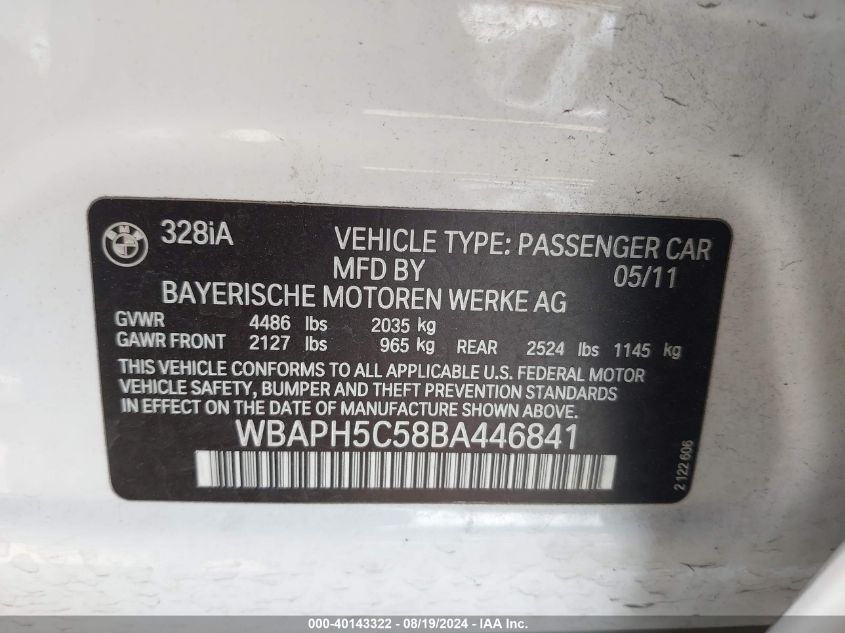 BMW
328iA
VEHICLE TYPE: PASSENGER CAR
MFD BY 05/11
BAYERISCHE MOTOREN WERKE AG
GVWR 4486 lbs 2035 kg
GAWR FRONT 2127 lbs 965 kg REAR 2524 lbs 1145 kg
THIS VEHICLE CONFORMS TO ALL APPLICABLE U.S. FEDERAL MOTOR
VEHICLE SAFETY, BUMPER AND THEFT PREVENTION STANDARDS
IN EFFECT ON THE DATE OF MANUFACTURE SHOWN ABOVE.
WBAPH5C58BA446841
2 122 606
000-40143322 - 08/19/2024 - IAA Inc.